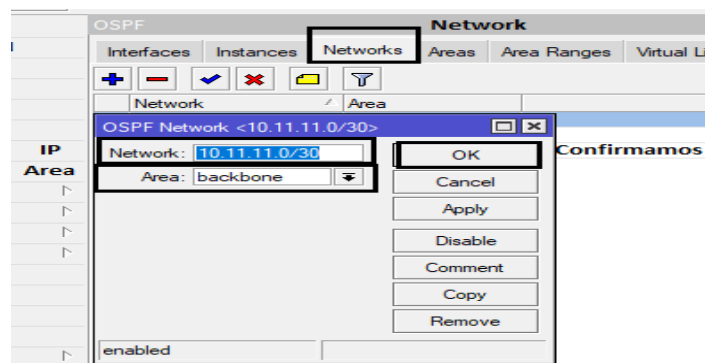 OSPF Network
Interfaces Instances Networks Areas Area Ranges Virtual Li
Network Area
OSPF Network <10.11.11.0/30>
IP Network: 10.11.11.0/30 OK Confirmamos
Area Area: backbone Cancel
Apply
Disable
Comment
Copy
Remove
enabled